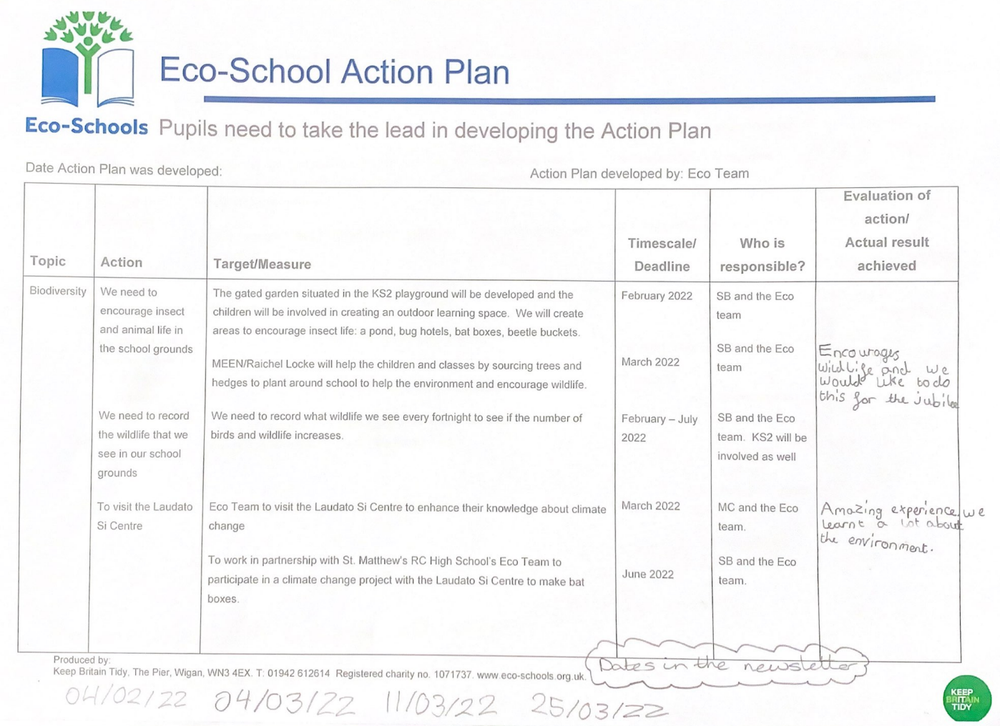 Eco-School Action Plan
Eco-Schools
Pupils need to take the lead in developing the Action Plan
Date Action Plan was developed:
Action Plan developed by: Eco Team
Topic
Action
Target/Measure
Timescale/
Deadline
Who is
responsible?
Evaluation of
action/
Actual result
achieved
Biodiversity
We need to
encourage insect
and animal life in
the school grounds
The gated garden situated in the KS2 playground will be developed and the
children will be involved in creating an outdoor learning space. We will create
areas to encourage insect life: a pond, bug hotels, bat boxes, beetle buckets.
February 2022
SB and the Eco
team
MEEN/Raichel Locke will help the children and classes by sourcing trees and
hedges to plant around school to help the environment and encourage wildlife.
March 2022
SB and the Eco
team
Encourages
wildlife and we
would like to do
this for the jubilee
We need to record
the wildlife that we
see in our school
grounds
We need to record what wildlife we see every fortnight to see if the number of
birds and wildlife increases.
February – July
2022
SB and the Eco
team. KS2 will be
involved as well
To visit the Laudato
Si Centre
Eco Team to visit the Laudato Si Centre to enhance their knowledge about climate
change
March 2022
MC and the Eco
team.
Amazing experience, we
learnt a lot about
the environment.
To work in partnership with St. Matthew's RC High School's Eco Team to
participate in a climate change project with the Laudato Si Centre to make bat
boxes.
June 2022
SB and the Eco
team.
Produced by:
Keep Britain Tidy, The Pier, Wigan, WN3 4EX. T: 01942 612614 Registered charity no. 1071737. www.eco-schools.org.uk.
Dates in the newsletter
04/02/22 04/03/22 11/03/22 25/03/22
KEEP
BRITAIN
TIDY